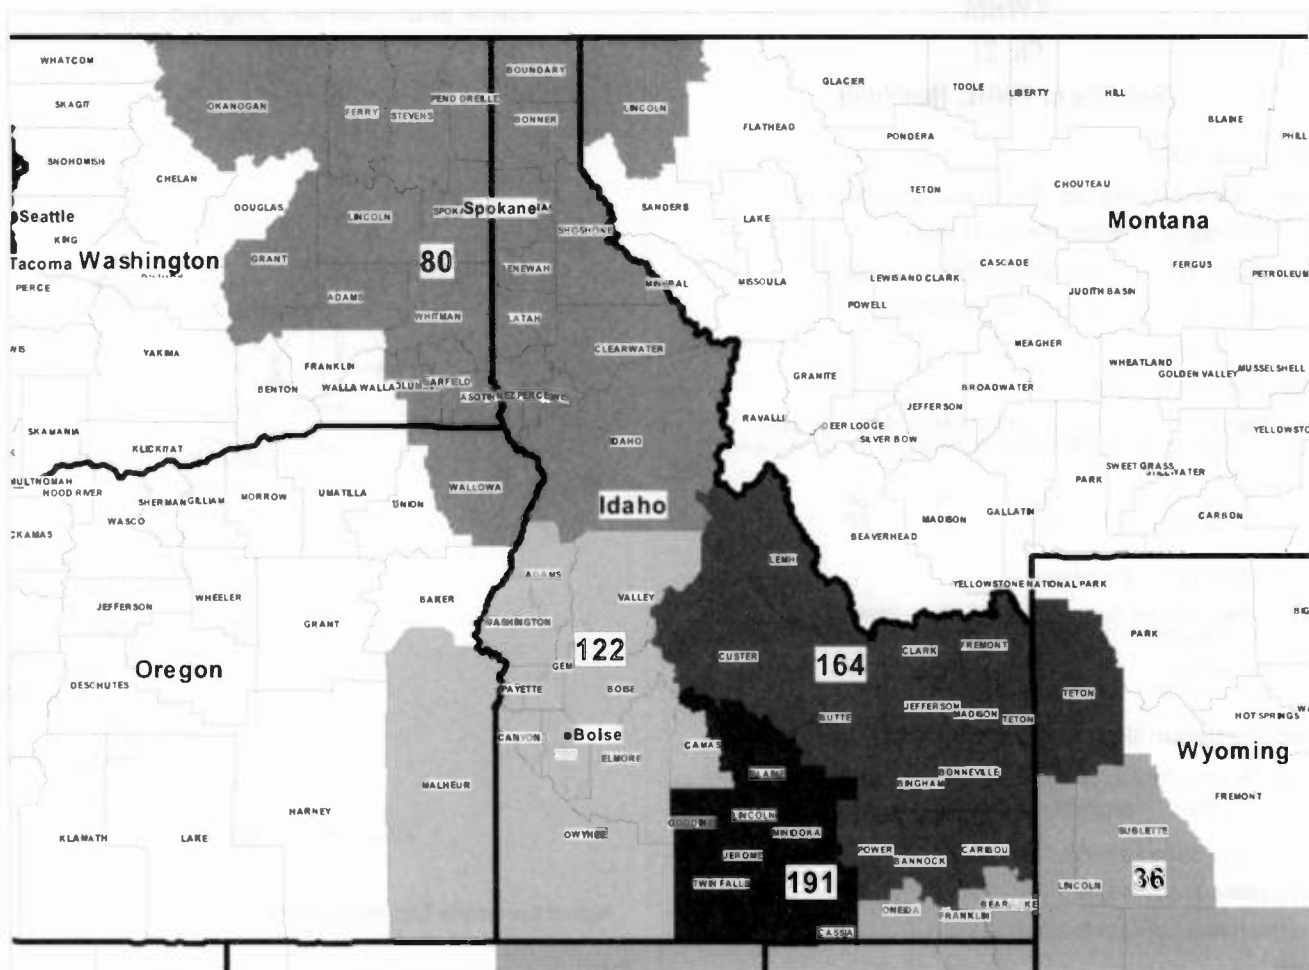 WHATCOM
SKAGIT
SNOHOMISH
CHELAN
DOUGLAS
Seattle
KING
Tacoma
Washington
PIERCE
YAKIMA
SKAMANIA
KLICKITAT
OKANOGAN
FERRY
STEVENS
PEND OREILLE
LINCOLN
Spokane
GRANT
80
ADAMS
WHITMAN
FRANKLIN
BENTON
WALLA WALLA
GARFIELD
ASOTIN
BOUNDARY
BONNER
SHOSHONE
LATAH
CLEARWATER
NEZ PERCE
IDAHO
Idaho
LINCOLN
SANDERS
MINERAL
FLATHEAD
LAKE
MISSOULA
GLACIER
TOOLE
LIBERTY
HILL
BLAINE
PHILL
PONDERA
TETON
CHOUTEAU
Montana
CASCADE
FERGUS
PETROLEUM
LEWIS AND CLARK
POWELL
JUDITH BASIN
MEAGHER
WHEATLAND
GOLDEN VALLEY
MUSSELSHELL
GRANITE
BROADWATER
JEFFERSON
RAVALLI
DEER LODGE
SILVER BOW
YELLOWSTO
SWEET GRASS
PARK
CARBON
GALLATIN
MADISON
BEAVERHEAD
MULTNOMAH
HOOD RIVER
SHERMAN
GILLIAM
MORROW
UMATILLA
UNION
WALLOWA
WASCO
CKAMAS
JEFFERSON
WHEELER
GRANT
BAKER
Oregon
DESCHUTES
MALHEUR
HARNEY
KLAMATH
LAKE
ADAMS
VALLEY
WASHINGTON
122
GEM
PAYETTE
BOISE
CANYON
Boise
ELMORE
OWYHEE
CAMAS
LEMHI
CUSTER
164
CLARK
FREMONT
BUTTE
JEFFERSON
MADISON
TETON
BONNEVILLE
BINGHAM
POWER
BANNOCK
CARIBOU
BLAINE
GOODING
LINCOLN
MINIDOKA
JEROME
TWIN FALLS
191
CASSIA
ONEIDA
FRANKLIN
YELLOWSTONE NATIONAL PARK
PARK
TETON
HOT SPRINGS
Wyoming
FREMONT
SUBLETTE
LINCOLN
36